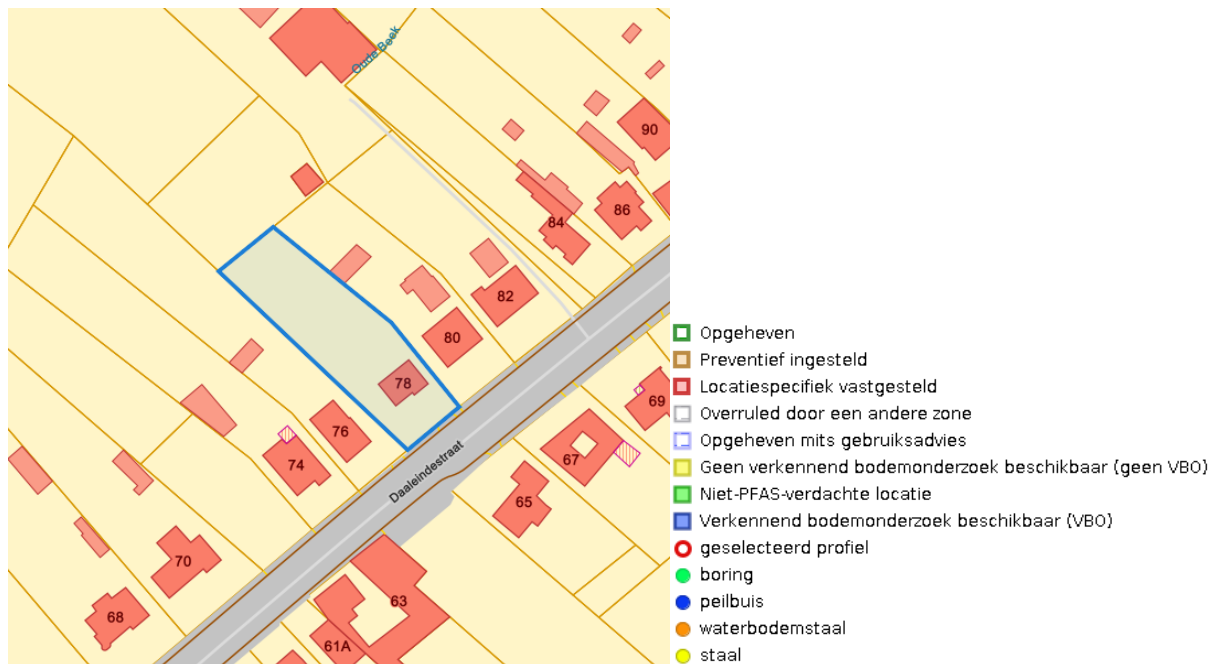 Oude Beek
90
86
84
82
80
78
76
74
70
68
69
67
65
63
61A
Daaleindestraat
Opgeheven
Preventief ingesteld
Locatiespecifiek vastgesteld
Overruled door een andere zone
Opgeheven mits gebruiksadvies
Geen verkennend bodemonderzoek beschikbaar (geen VBO)
Niet-PFAS-verdachte locatie
Verkennend bodemonderzoek beschikbaar (VBO)
geselecteerd profiel
boring
peilbuis
waterbodemstaal
staal